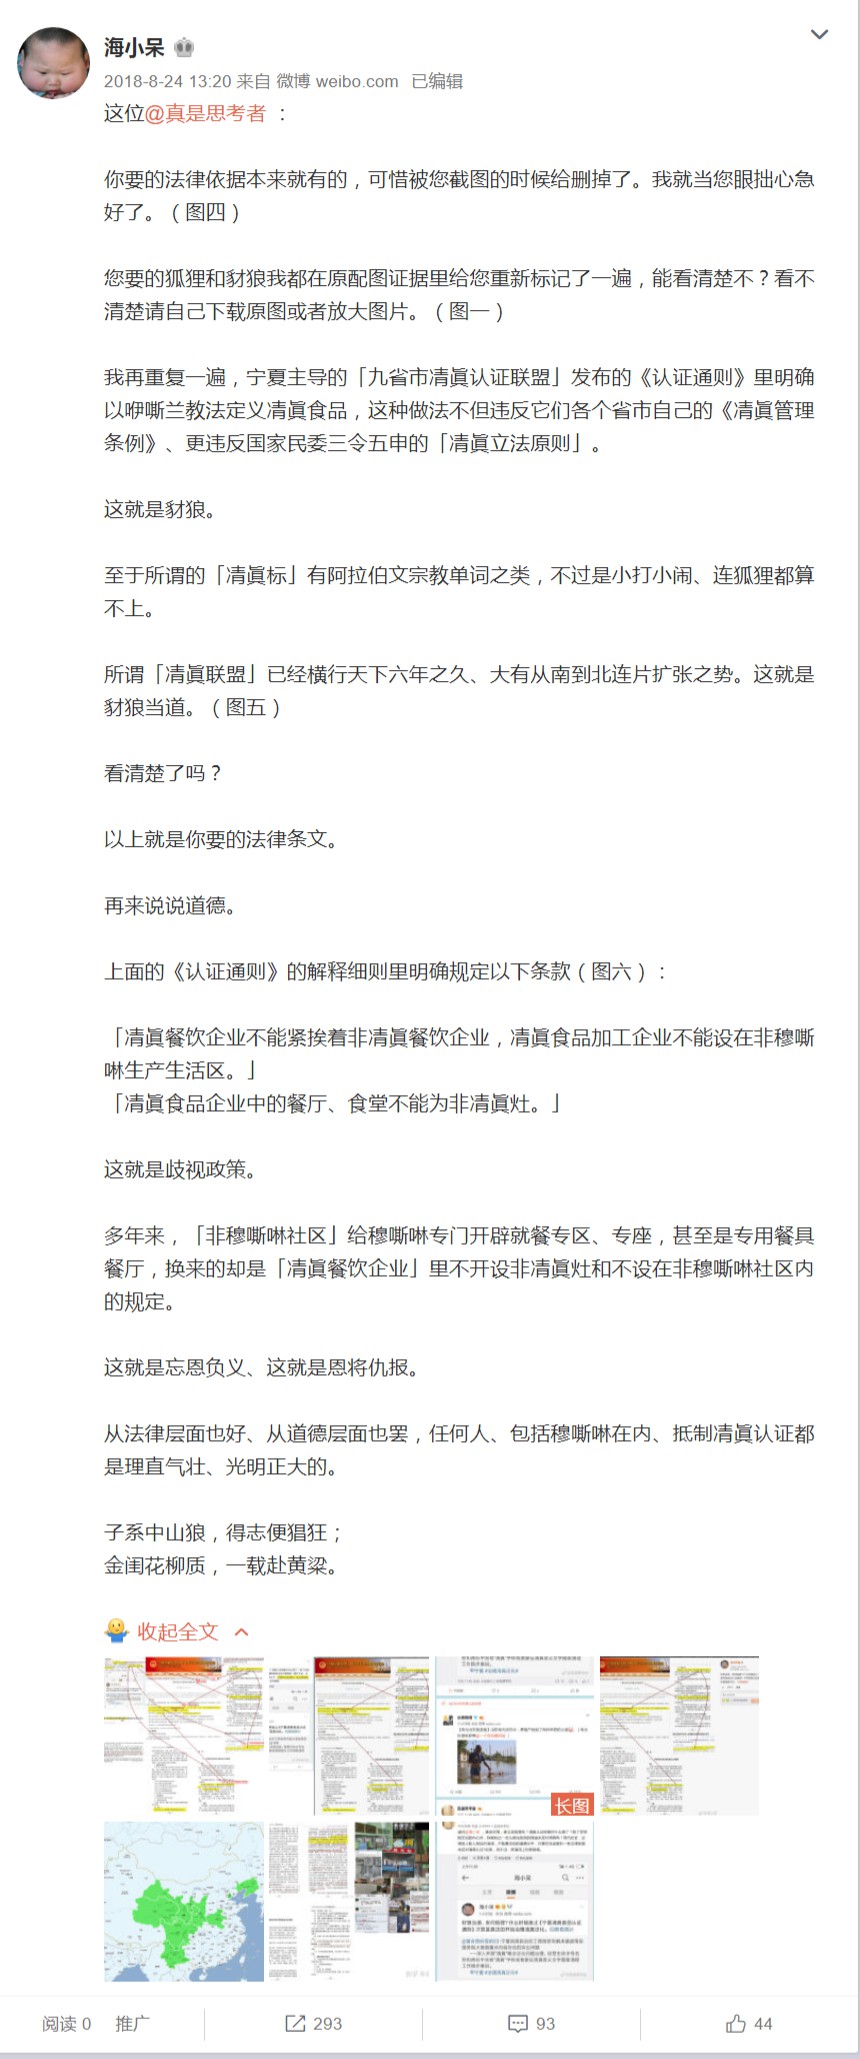 海小呆
2018-8-24 13:20 来自 微博 weibo.com 已编辑
这位@真是思考者 ：
你要的法律依据本来就有的，可惜被您截图的时候给删掉了。我就当您眼拙心急
好了。（图四）
您要的狐狸和豺狼我都在原配图证据里给您重新标记了一遍，能看清楚不？看不
清楚请自己下载原图或者放大图片。（图一）
我再重复一遍，宁夏主导的「九省市凊眞认证联盟」发布的《认证通则》里明确
以咿嘶兰教法定义凊眞食品，这种做法不但违反它们各个省市自己的《凊眞管理
条例》、更违反国家民委三令五申的「凊眞立法原则」。
这就是豺狼。
至于所谓的「凊眞标」有阿拉伯文宗教单词之类，不过是小打小闹、连狐狸都算
不上。
所谓「凊眞联盟」已经横行天下六年之久、大有从南到北连片扩张之势。这就是
豺狼当道。（图五）
看清楚了吗？
以上就是你要的法律条文。
再来说说道德。
上面的《认证通则》的解释细则里明确规定以下条款（图六）：
「凊眞餐饮企业不能紧挨着非凊眞餐饮企业，凊眞食品加工企业不能设在非穆嘶
啉生产生活区。」
「凊眞食品企业中的餐厅、食堂不能为非凊眞灶。」
这就是歧视政策。
多年来，「非穆嘶啉社区」给穆嘶啉专门开辟就餐专区、专座，甚至是专用餐具
餐厅，换来的却是「凊眞餐饮企业」里不开设非凊眞灶和不设在非穆嘶啉社区内
的规定。
这就是忘恩负义、这就是恩将仇报。
从法律层面也好、从道德层面也罢，任何人、包括穆嘶啉在内、抵制凊眞认证都
是理直气壮、光明正大的。
子系中山狼，得志便猖狂；
金闺花柳质，一载赴黄粱。
收起全文
长图
海小呆
阅读 0 推广 293 93 44